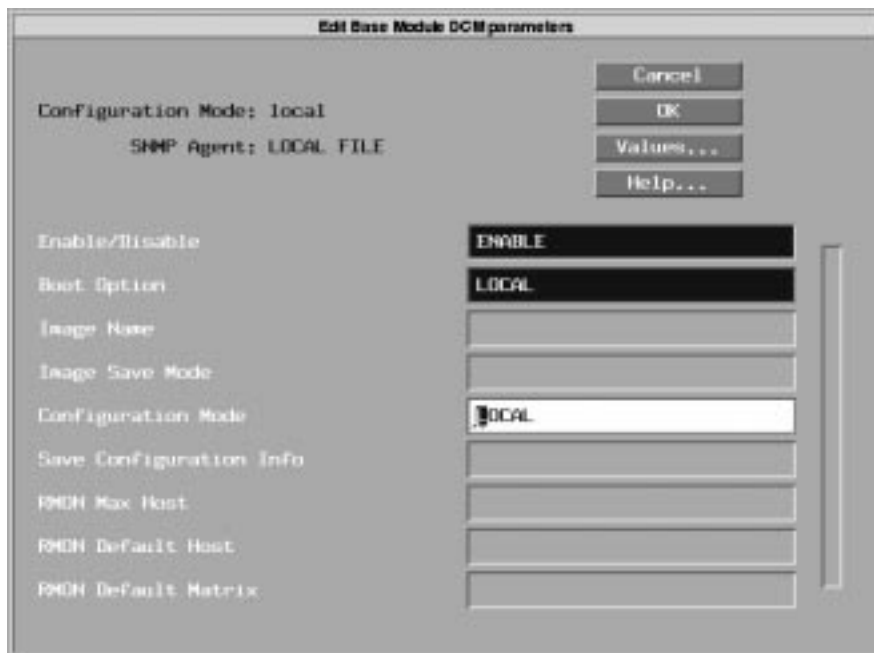 Edit Base Module DCM parameters
Cancel
Configuration Mode: local
OK
SNMP Agent: LOCAL FILE
Values...
Help...
Enable/Disable
ENABLE
Boot Option
LOCAL
Image Name
Image Save Mode
Configuration Mode
LOCAL
Save Configuration Info
RMON Max Host
RMON Default Host
RMON Default Matrix